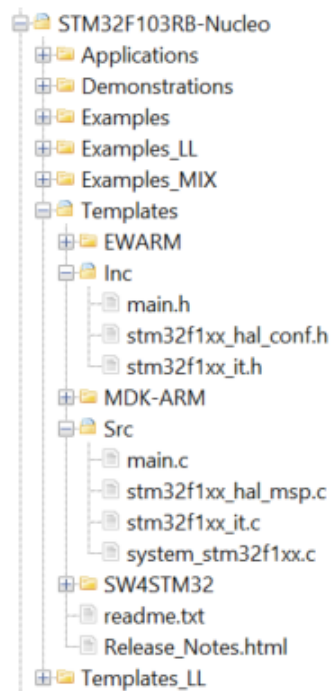 STM32F103RB-Nucleo
Applications
Demonstrations
Examples
Examples_LL
Examples_MIX
Templates
EWARM
Inc
main.h
stm32f1xx_hal_conf.h
stm32f1xx_it.h
MDK-ARM
Src
main.c
stm32f1xx_hal_msp.c
stm32f1xx_it.c
system_stm32f1xx.c
SW4STM32
readme.txt
Release_Notes.html
Templates_LL